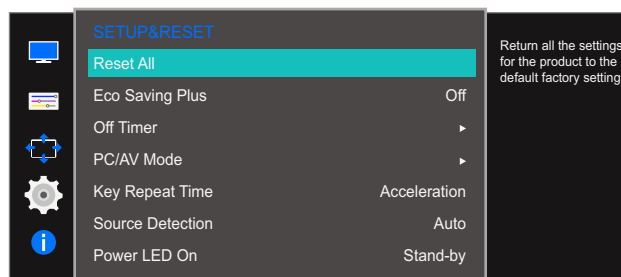 SETUP&RESET
Reset All
Eco Saving Plus Off
Off Timer ▸
PC/AV Mode ▸
Key Repeat Time Acceleration
Source Detection Auto
Power LED On Stand-by
Return all the settings
for the product to the
default factory setting